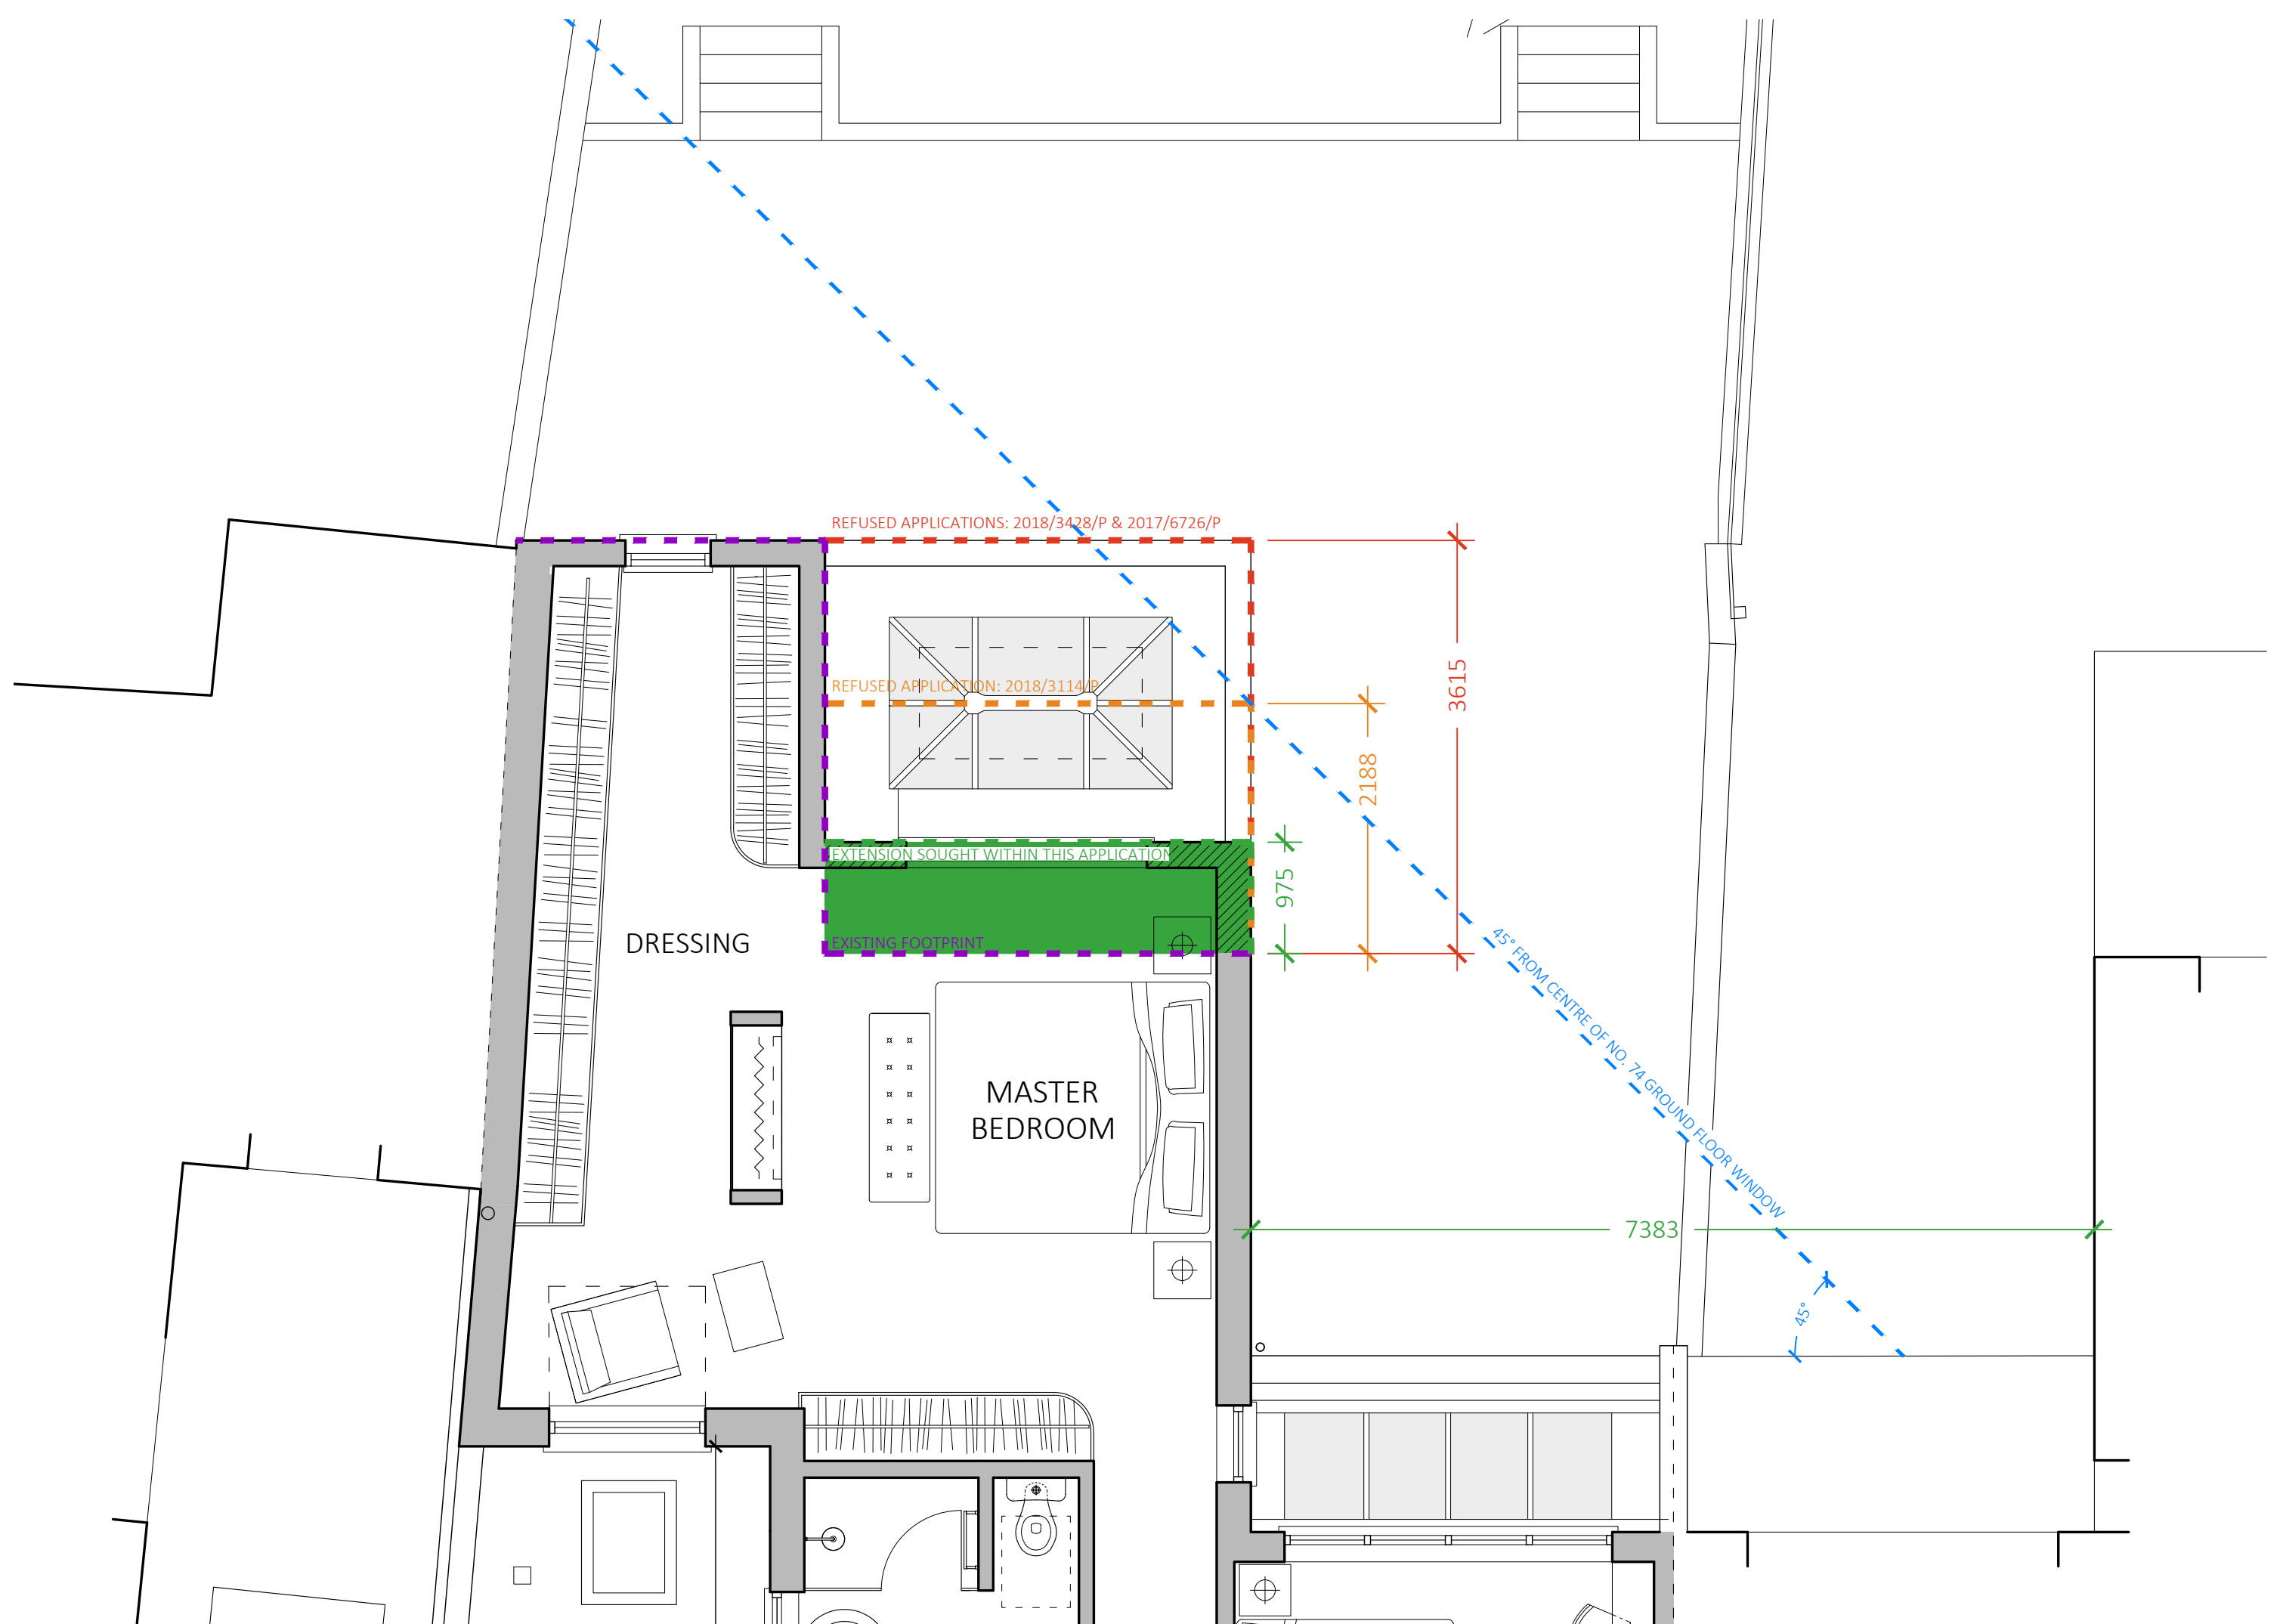 REFUSED APPLICATIONS: 2018/3428/P & 2017/6726/P
3615
REFUSED APPLICATION: 2018/3114/P
2188
EXTENSION SOUGHT WITHIN THIS APPLICATION
975
EXISTING FOOTPRINT
DRESSING
45° FROM CENTRE OF NO. 74 GROUND FLOOR WINDOW
MASTER
BEDROOM
7383
45°